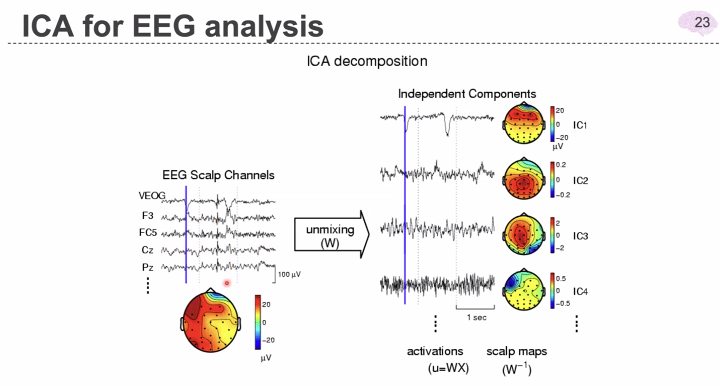 ICA for EEG analysis
23
ICA decomposition
Independent Components
20
0
-20
μV
IC1
0.2
0
-0.2
IC2
2
0
-2
IC3
0.5
0
-0.5
IC4
1 sec
EEG Scalp Channels
VEOG
F3
FC5
Cz
Pz
100 μV
unmixing
(W)
20
0
-20
μV
activations
(u=WX)
scalp maps
(W⁻¹)